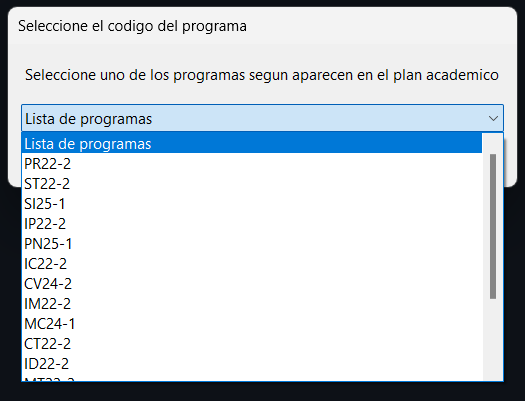 Seleccione el codigo del programa
Seleccione uno de los programas segun aparecen en el plan academico
Lista de programas
Lista de programas
PR22-2
ST22-2
SI25-1
IP22-2
PN25-1
IC22-2
CV24-2
IM22-2
MC24-1
CT22-2
ID22-2
MT22-2